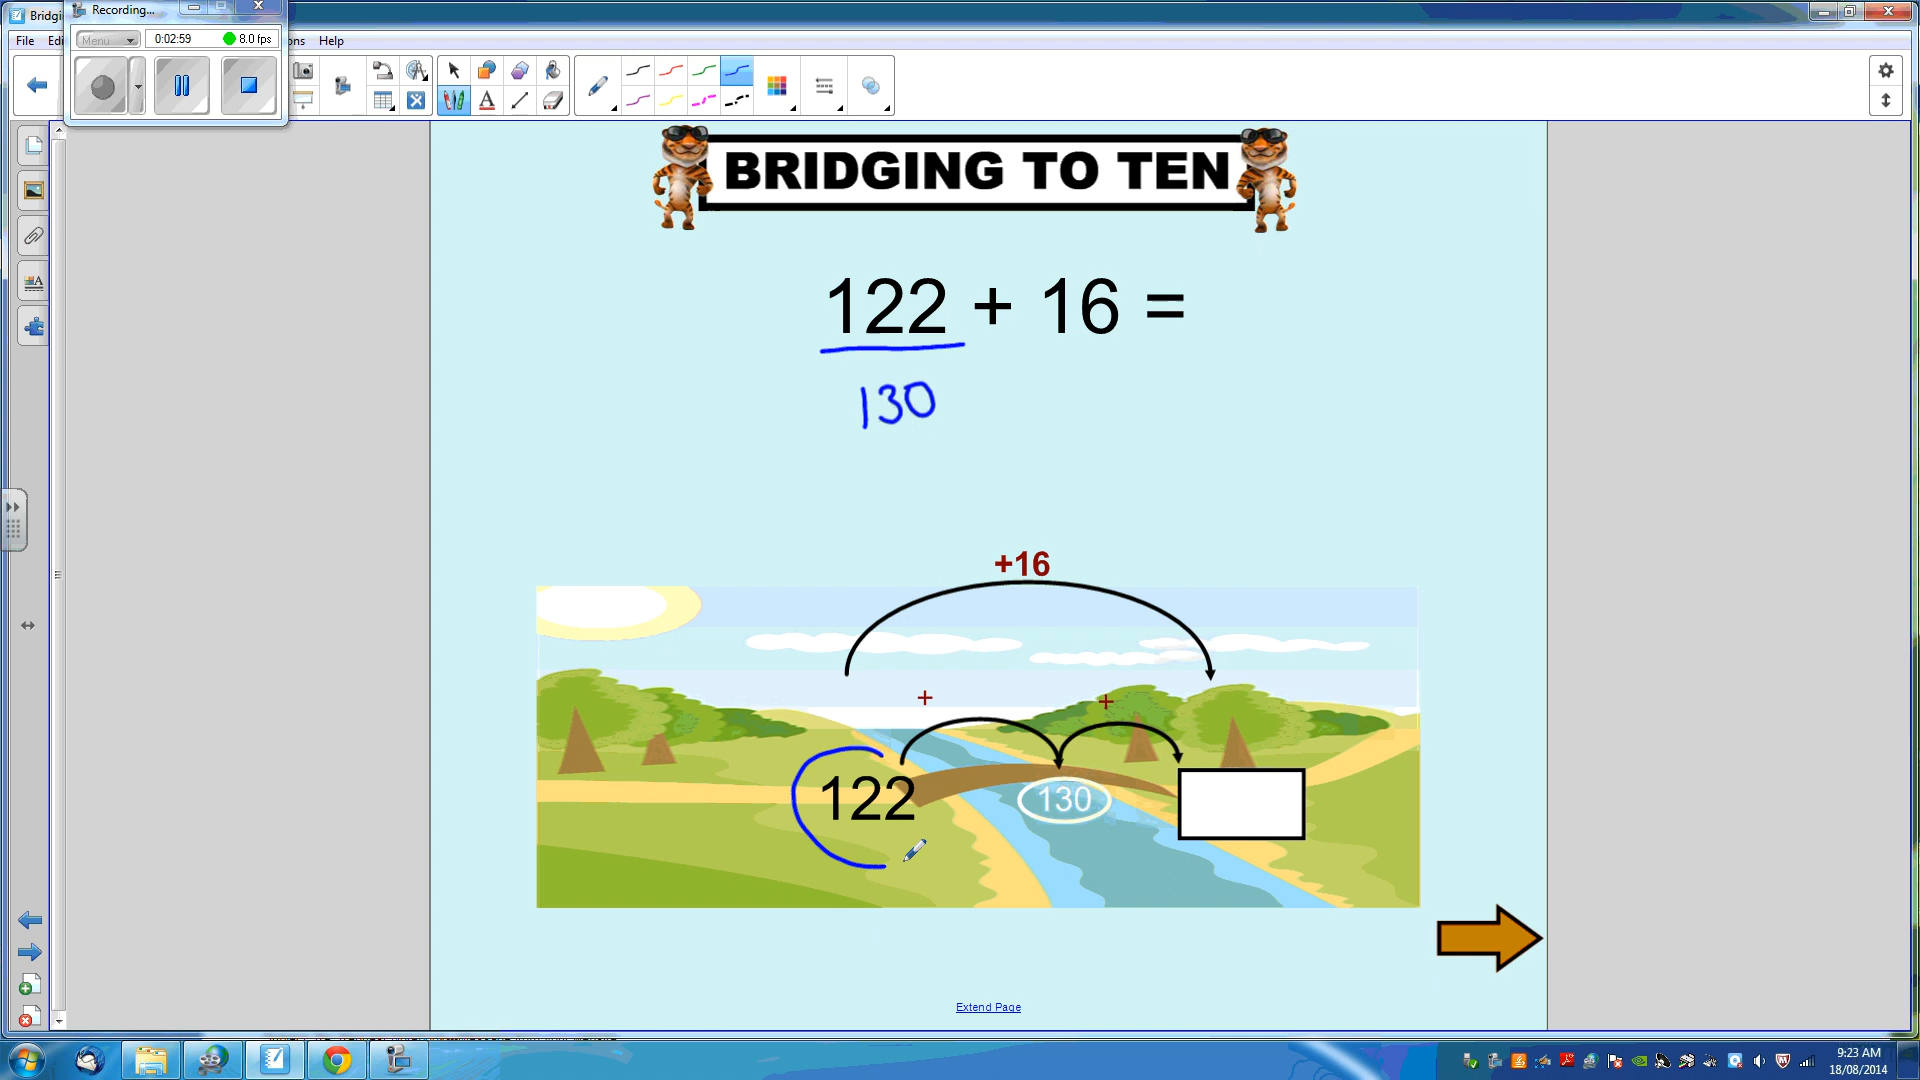 Bridgi
Recording...
Menu
0:02:59
8.0 fps
File
Edi
ons
Help
BRIDGING TO TEN
122 + 16 =
130
+16
+
+
122
130
Extend Page
9:23 AM
18/08/2014